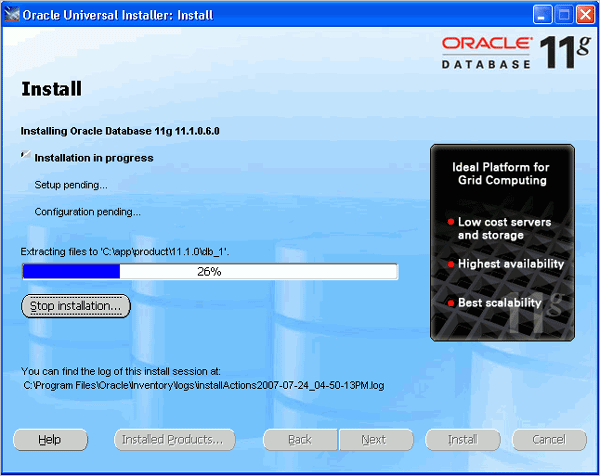 Oracle Universal Installer: Install
ORACLE
DATABASE 11g
Install
Installing Oracle Database 11g 11.1.0.6.0
Installation in progress
Setup pending...
Configuration pending...
Extracting files to 'C:\app\product\11.1.0\db_1'.
26%
Stop installation...
Ideal Platform for
Grid Computing
Low cost servers
and storage
Highest availability
Best scalability
11g
You can find the log of this install session at:
C:\Program Files\Oracle\Inventory\logs\installActions2007-07-24_04-50-13PM.log
Help
Installed Products...
Back
Next
Install
Cancel